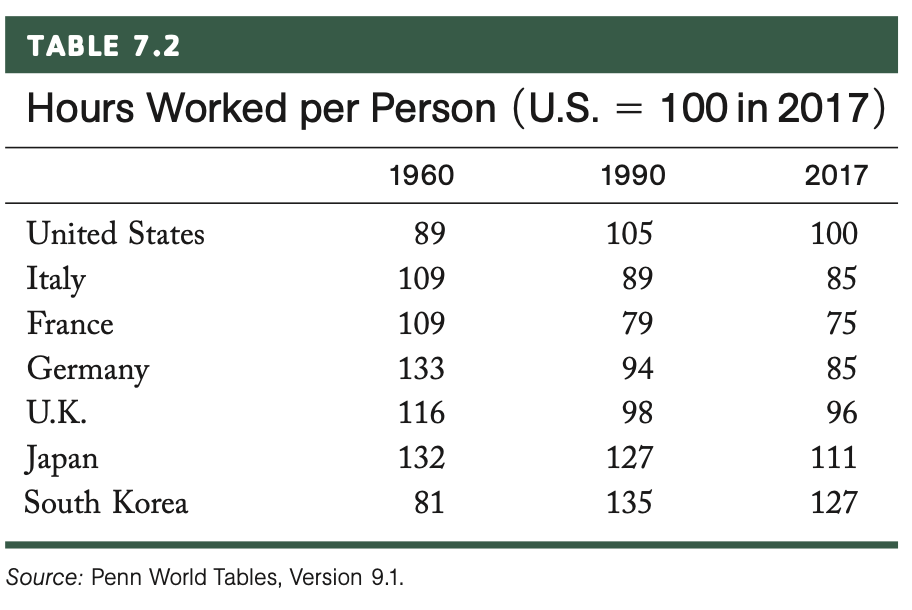 TABLE 7.2
Hours Worked per Person (U.S. = 100 in 2017)
1960 1990 2017
United States 89 105 100
Italy 109 89 85
France 109 79 75
Germany 133 94 85
U.K. 116 98 96
Japan 132 127 111
South Korea 81 135 127
Source: Penn World Tables, Version 9.1.